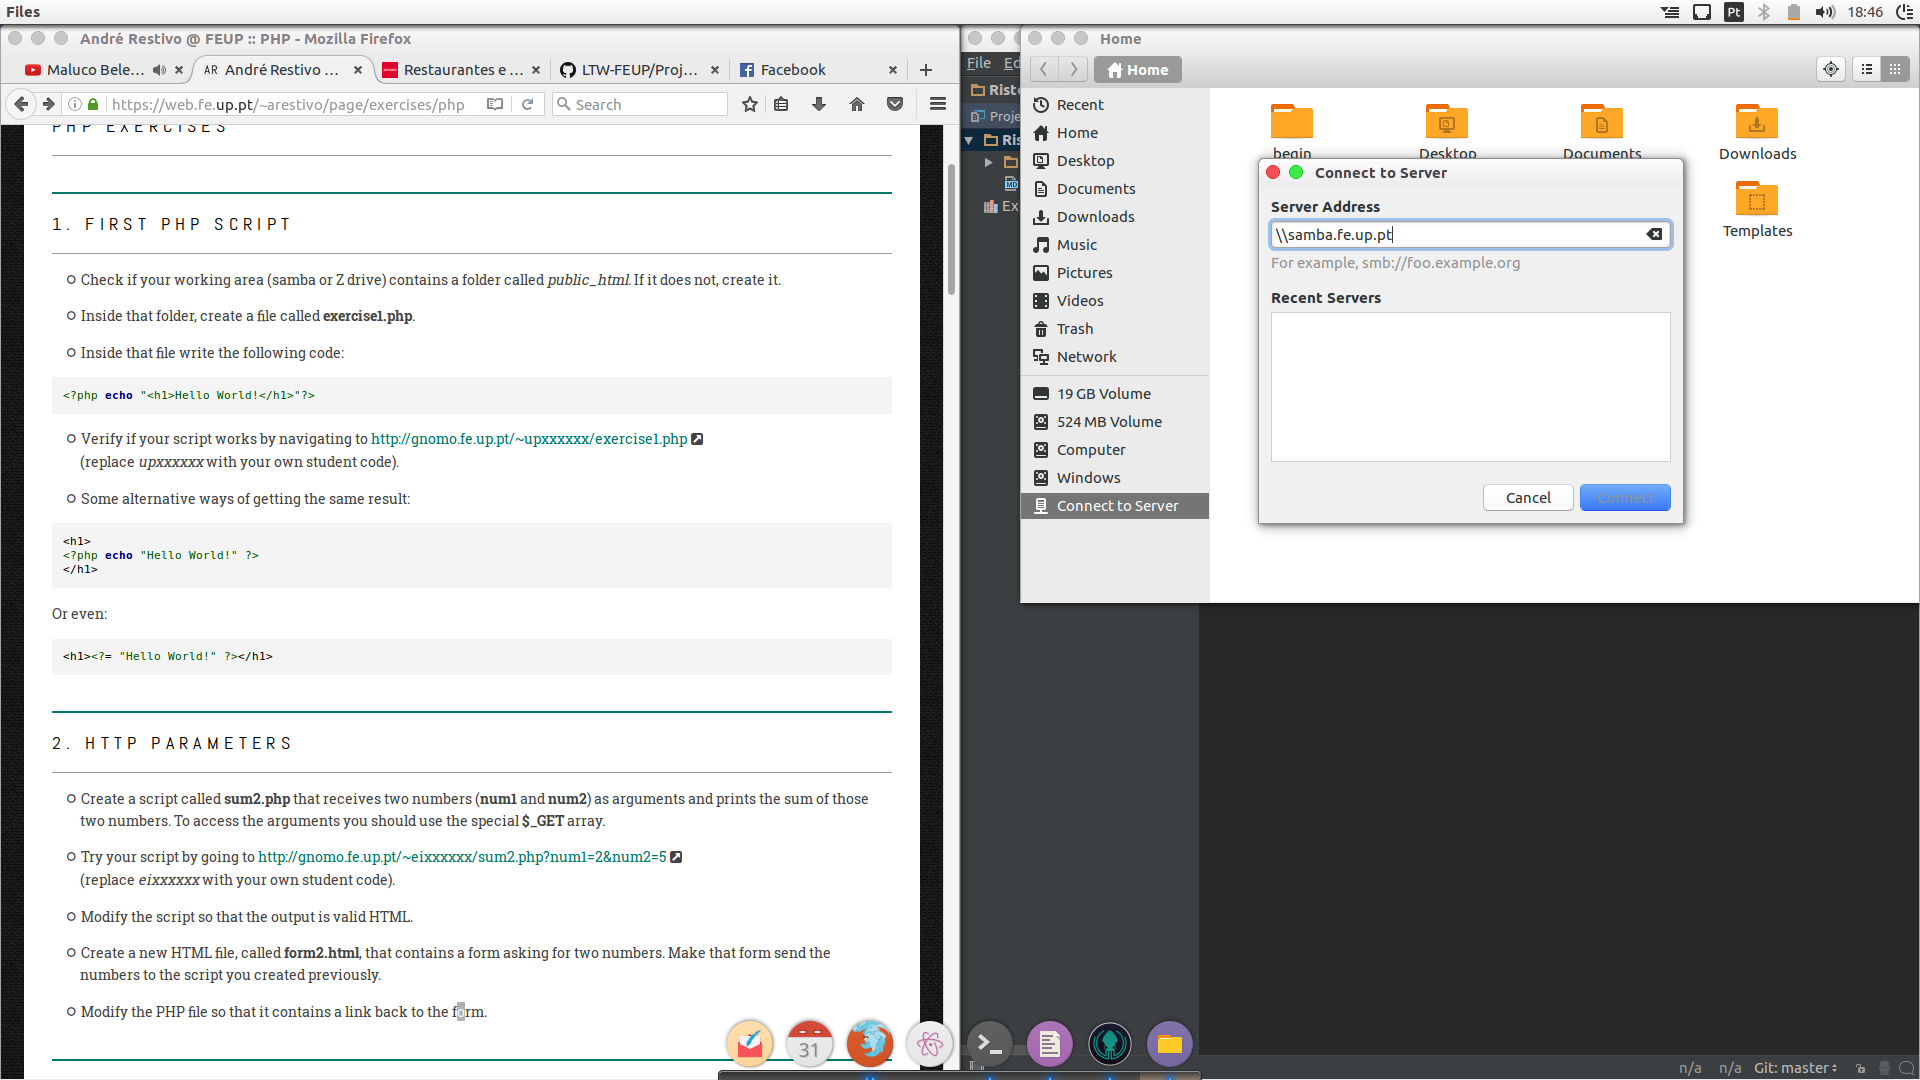 Files
Pt
18:46
André Restivo @ FEUP :: PHP - Mozilla Firefox
Maluco Bele...
AR André Restivo ...
Restaurantes e ...
LTW-FEUP/Proj...
Facebook
https://web.fe.up.pt/~arestivo/page/exercises/php
Search
PHP EXERCISES
1. FIRST PHP SCRIPT
Check if your working area (samba or Z drive) contains a folder called public_html. If it does not, create it.
Inside that folder, create a file called exercise1.php.
Inside that file write the following code:
<?php echo "<h1>Hello World!</h1>"?>
Verify if your script works by navigating to http://gnomo.fe.up.pt/~upxxxxxx/exercise1.php
(replace upxxxxxx with your own student code).
Some alternative ways of getting the same result:
<h1>
<?php echo "Hello World!" ?>
</h1>
Or even:
<h1><?= "Hello World!" ?></h1>
2. HTTP PARAMETERS
Create a script called sum2.php that receives two numbers (num1 and num2) as arguments and prints the sum of those
two numbers. To access the arguments you should use the special $_GET array.
Try your script by going to http://gnomo.fe.up.pt/~eixxxxxx/sum2.php?num1=2&num2=5
(replace eixxxxxx with your own student code).
Modify the script so that the output is valid HTML.
Create a new HTML file, called form2.html, that contains a form asking for two numbers. Make that form send the
numbers to the script you created previously.
Modify the PHP file so that it contains a link back to the form.
File Ed
Risto
Proje
Ris
MD
Ex
Home
Home
Recent
Home
Desktop
Documents
Downloads
Music
Pictures
Videos
Trash
Network
19 GB Volume
524 MB Volume
Computer
Windows
Connect to Server
begin
Desktop
Documents
Downloads
Templates
Connect to Server
Server Address
\\samba.fe.up.pt
For example, smb://foo.example.org
Recent Servers
Cancel
Connect
31
n/a
n/a
Git: master